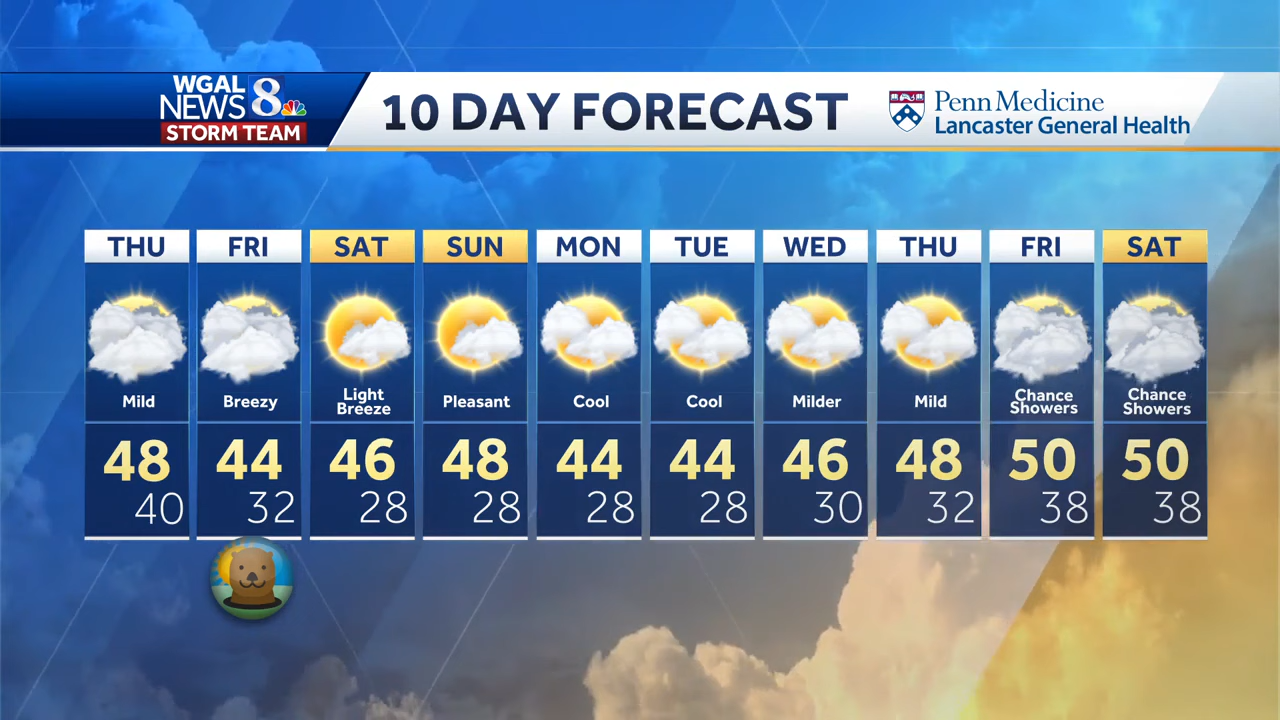 WGAL
NEWS 8
STORM TEAM
10 DAY FORECAST
Penn Medicine
Lancaster General Health
THU FRI SAT SUN MON TUE WED THU FRI SAT
Mild Breezy Light Breeze Pleasant Cool Cool Milder Mild Chance Showers Chance Showers
48 44 46 48 44 44 46 48 50 50
40 32 28 28 28 28 30 32 38 38